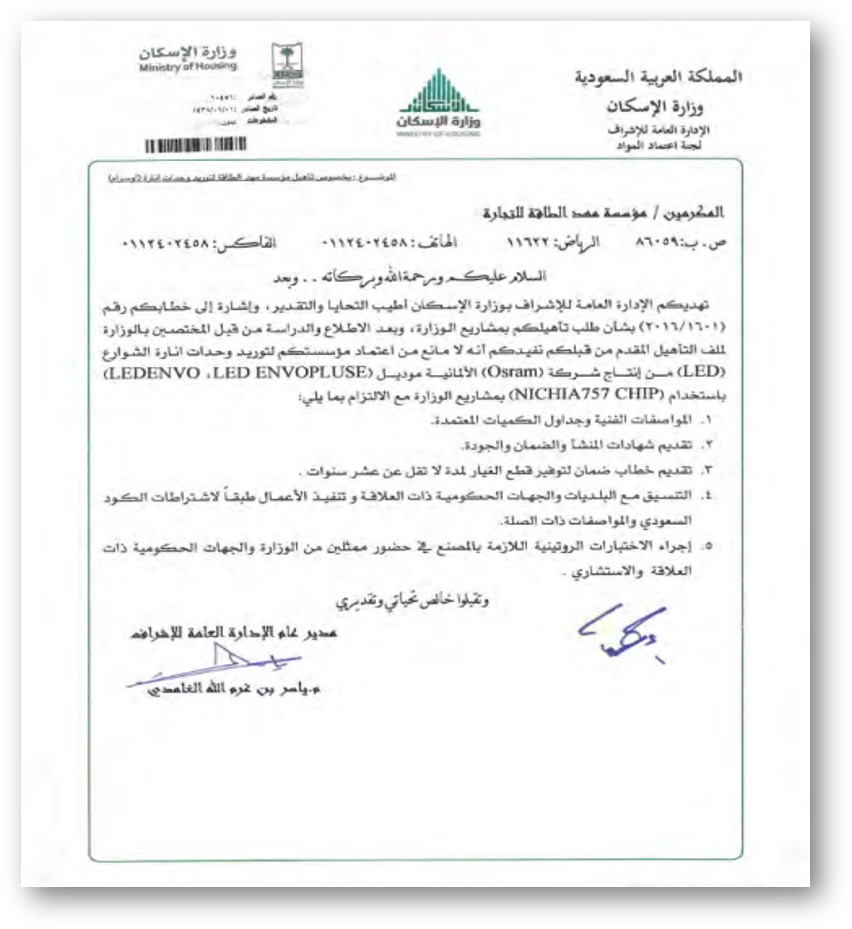 المملكة العربية السعودية
وزارة الإسكان
الإدارة العامة للإشراف
لجنة اعتماد المواد
الإسكان
وزارة الإسكان
MINISTRY OF HOUSING
وزارة الإسكان
Ministry of Housing
رقم الصادر :
تاريخ الصادر :
المشفوعات :
الموضوع : بخصوص تأهيل مؤسسة مهد الطاقة لتوريد وحدات انارة (اوسرام)
المكرمين / مؤسسة مهد الطاقة للتجارة
ص . ب: ٨٦٠٥٩ الرياض: ١١٦٢٢ الهاتف: ٠١١٢٤٠٢٤٥٨ الفاكس: ٠١١٢٤٠٢٤٥٨
السلام عليكم ورحمة الله وبركاته . . وبعد
تهديكم الإدارة العامة للإشراف بوزارة الإسكان أطيب التحايا والتقدير، وإشارة إلى خطابكم رقم
(٢٠١٦/١٦٠١) بشأن طلب تأهيلكم بمشاريع الوزارة، وبعد الاطلاع والدراسة من قبل المختصين بالوزارة
لملف التأهيل المقدم من قبلكم نفيدكم أنه لا مانع من اعتماد مؤسستكم لتوريد وحدات انارة الشوارع
(LED) من إنتاج شركة (Osram) الألمانية موديل (LEDENVO ،LED ENVOPLUSE)
باستخدام (NICHIA757 CHIP) بمشاريع الوزارة مع الالتزام بما يلي:
١. المواصفات الفنية وجداول الكميات المعتمدة.
٢. تقديم شهادات المنشأ والضمان والجودة.
٣. تقديم خطاب ضمان لتوفير قطع الغيار لمدة لا تقل عن عشر سنوات .
٤. التنسيق مع البلديات والجهات الحكومية ذات العلاقة و تنفيذ الأعمال طبقاً لاشتراطات الكود
السعودي والمواصفات ذات الصلة.
٥. إجراء الاختبارات الروتينية اللازمة بالمصنع في حضور ممثلين من الوزارة والجهات الحكومية ذات
العلاقة والاستشاري .
وتقبلوا خالص تحياتي وتقديري
مدير عام الإدارة العامة للإشراف
م.ياسر بن غرم الله الغامدي